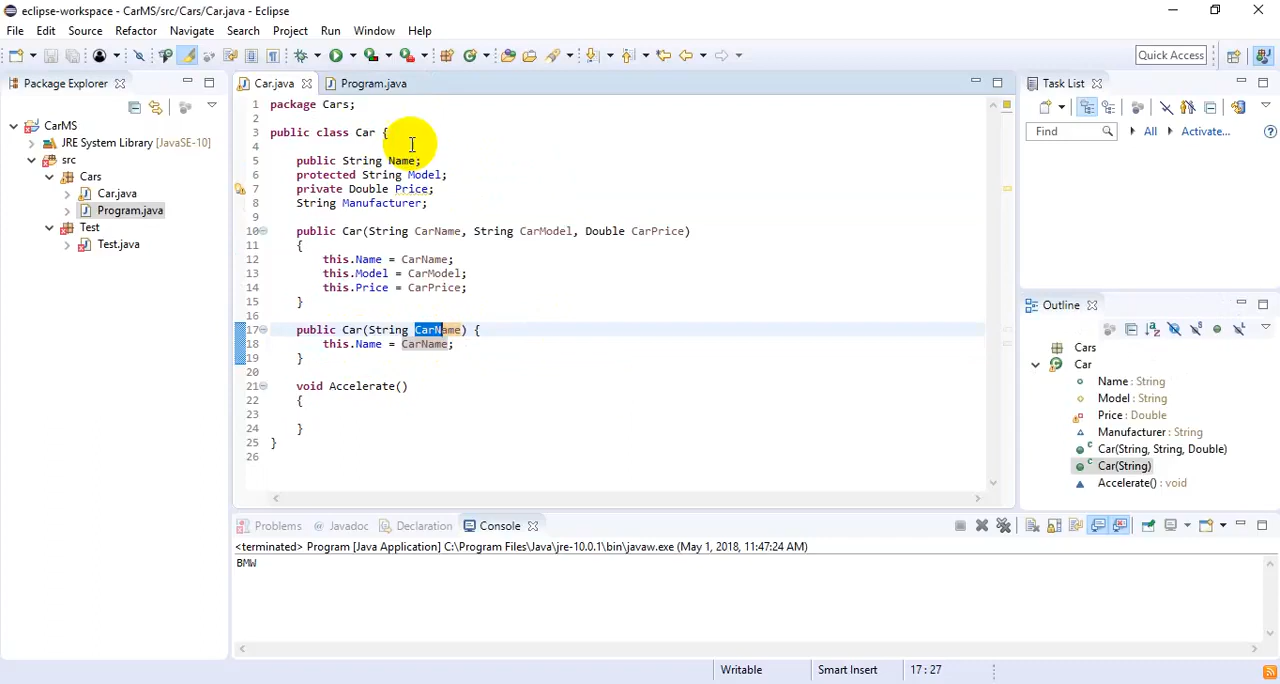 eclipse-workspace - CarMS/src/Cars/Car.java - Eclipse
File Edit Source Refactor Navigate Search Project Run Window Help
Quick Access
Package Explorer
CarMS
JRE System Library [JavaSE-10]
src
Cars
Car.java
Program.java
Test
Test.java
Car.java Program.java
1 package Cars;
2
3 public class Car {
4
5 public String Name;
6 protected String Model;
7 private Double Price;
8 String Manufacturer;
9
10 public Car(String CarName, String CarModel, Double CarPrice)
11 {
12 this.Name = CarName;
13 this.Model = CarModel;
14 this.Price = CarPrice;
15 }
16
17 public Car(String CarName) {
18 this.Name = CarName;
19 }
20
21 void Accelerate()
22 {
23
24 }
25 }
26
Task List
Find All Activate...
Outline
Cars
Car
Name : String
Model : String
Price : Double
Manufacturer : String
Car(String, String, Double)
Car(String)
Accelerate() : void
Problems Javadoc Declaration Console
<terminated> Program [Java Application] C:\Program Files\Java\jre-10.0.1\bin\javaw.exe (May 1, 2018, 11:47:24 AM)
BMW
Writable Smart Insert 17 : 27